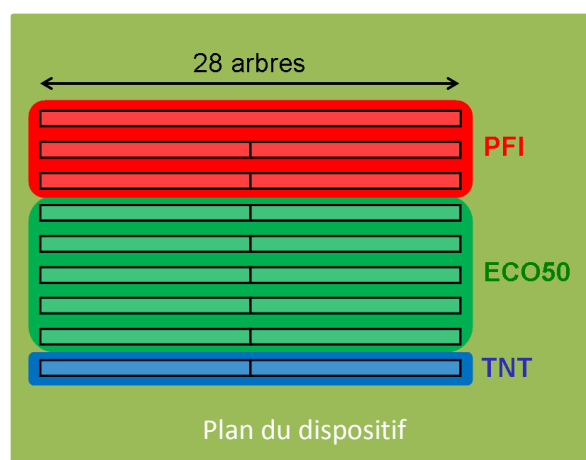 28 arbres
PFI
ECO50
TNT
Plan du dispositif